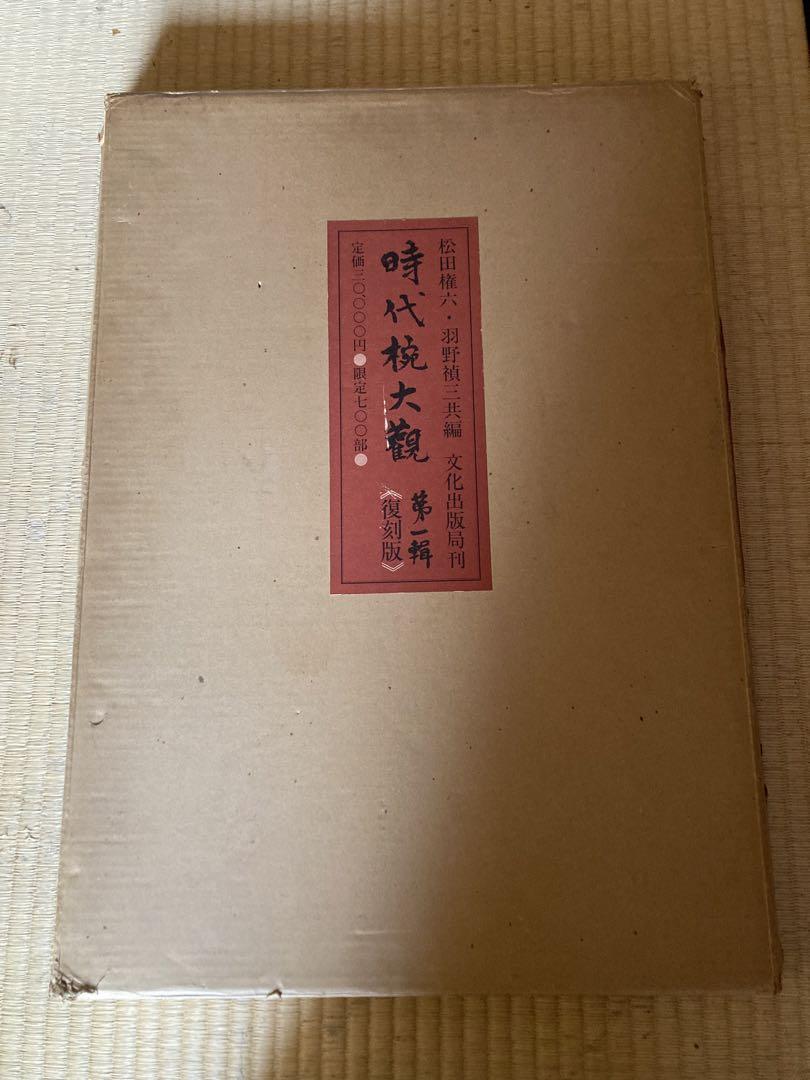 松田権六・羽野禎三共編 文化出版局刊
時代椀大觀 第一輯
《復刻版》
定価三〇〇〇〇円●限定七〇〇部●